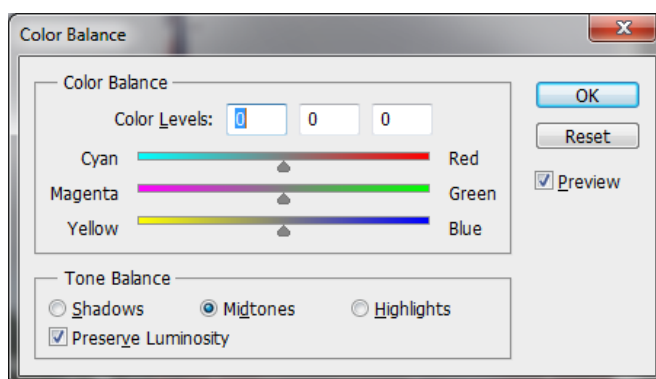 Color Balance
Color Balance
Color Levels: 0 0 0
OK
Reset
Preview
Cyan Red
Magenta Green
Yellow Blue
Tone Balance
Shadows Midtones Highlights
Preserve Luminosity